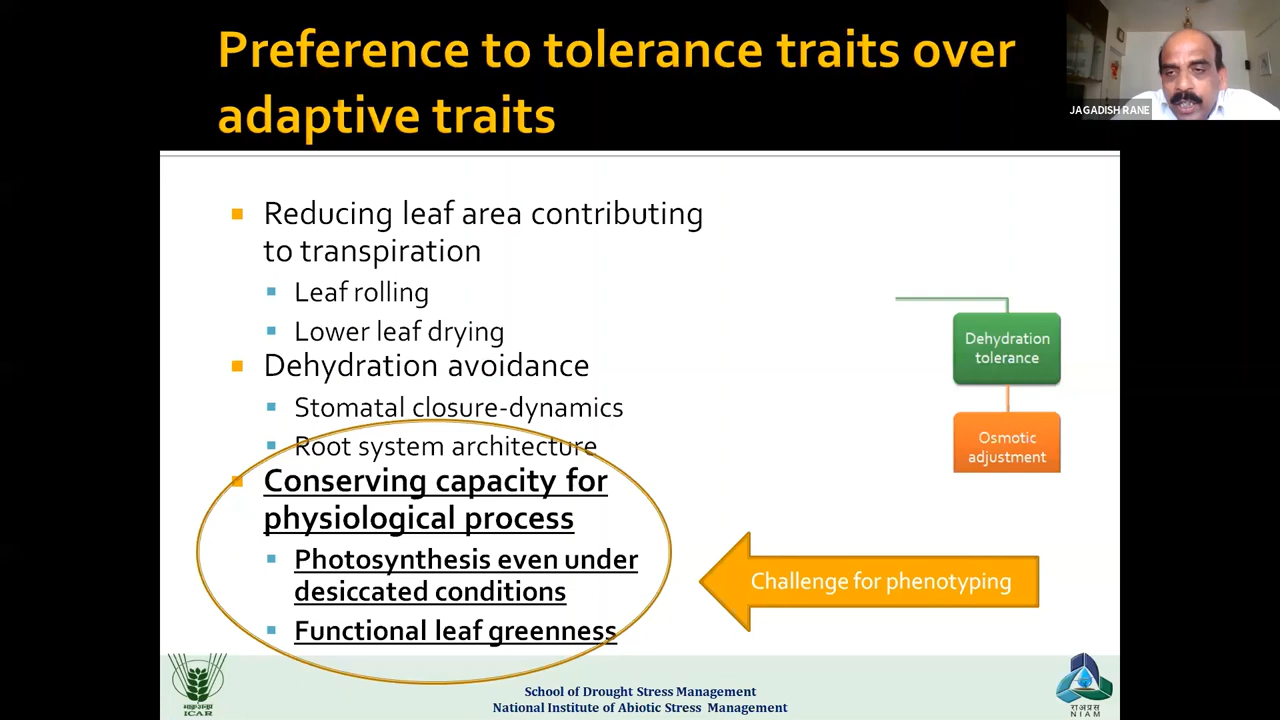 Preference to tolerance traits over
adaptive traits
JAGADISH RANE
Reducing leaf area contributing
to transpiration
Leaf rolling
Lower leaf drying
Dehydration avoidance
Stomatal closure-dynamics
Root system architecture
Conserving capacity for
physiological process
Photosynthesis even under
desiccated conditions
Functional leaf greenness
Dehydration
tolerance
Osmotic
adjustment
Challenge for phenotyping
School of Drought Stress Management
National Institute of Abiotic Stress Management
ICAR
NIAM